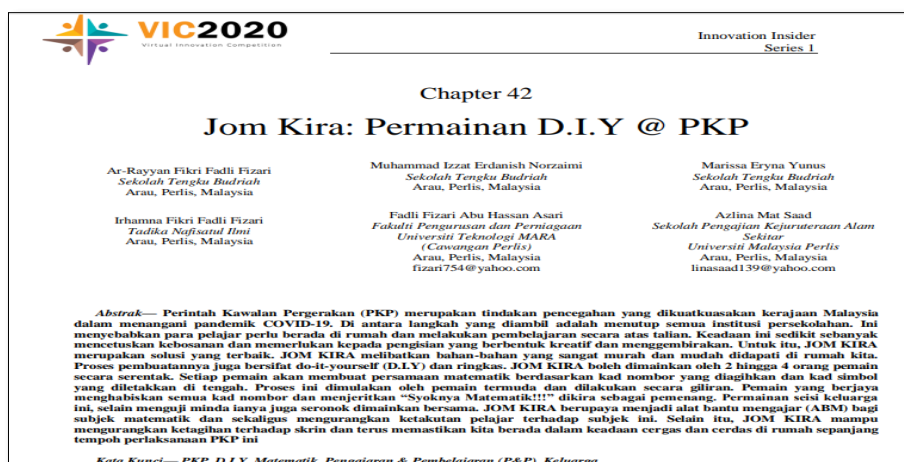 VIC2020
Virtual Innovation Competition
Innovation Insider
Series 1
Chapter 42
Jom Kira: Permainan D.I.Y @ PKP
Ar-Rayyan Fikri Fadli Fizari
Sekolah Tengku Budriah
Arau, Perlis, Malaysia
Muhammad Izzat Erdanish Norzaimi
Sekolah Tengku Budriah
Arau, Perlis, Malaysia
Marissa Eryna Yunus
Sekolah Tengku Budriah
Arau, Perlis, Malaysia
Irhamna Fikri Fadli Fizari
Tadika Nafisatul Ilmi
Arau, Perlis, Malaysia
Fadli Fizari Abu Hassan Asari
Fakulti Pengurusan dan Perniagaan
Universiti Teknologi MARA
(Cawangan Perlis)
Arau, Perlis, Malaysia
fizari754@yahoo.com
Azlina Mat Saad
Sekolah Pengajian Kejuruteraan Alam
Sekitar
Universiti Malaysia Perlis
Arau, Perlis, Malaysia
linasaad139@yahoo.com
Abstrak— Perintah Kawalan Pergerakan (PKP) merupakan tindakan pencegahan yang dikuatkuasakan kerajaan Malaysia
dalam menangani pandemik COVID-19. Di antara langkah yang diambil adalah menutup semua institusi persekolahan. Ini
menyebabkan para pelajar perlu berada di rumah dan melakukan pembelajaran secara atas talian. Keadaan ini sedikit sebanyak
mencetuskan kebosanan dan memerlukan kepada pengisian yang berbentuk kreatif dan menggembirakan. Untuk itu, JOM KIRA
merupakan solusi yang terbaik. JOM KIRA melibatkan bahan-bahan yang sangat murah dan mudah didapati di rumah kita.
Proses pembuatannya juga bersifat do-it-yourself (D.I.Y) dan ringkas. JOM KIRA boleh dimainkan oleh 2 hingga 4 orang pemain
secara serentak. Setiap pemain akan membuat persamaan matematik berdasarkan kad nombor yang diagihkan dan kad simbol
yang diletakkan di tengah. Proses ini dimulakan oleh pemain termuda dan dilakukan secara giliran. Pemain yang berjaya
menghabiskan semua kad nombor dan menjeritkan “Syoknya Matematik!!!” dikira sebagai pemenang. Permainan seisi keluarga
ini, selain menguji minda ianya juga seronok dimainkan bersama. JOM KIRA berupaya menjadi alat bantu mengajar (ABM) bagi
subjek matematik dan sekaligus mengurangkan ketakutan pelajar terhadap subjek ini. Selain itu, JOM KIRA mampu
mengurangkan ketagihan terhadap skrin dan terus memastikan kita berada dalam keadaan cergas dan cerdas di rumah sepanjang
tempoh perlaksanaan PKP ini
Kata Kunci— PKP, D.I.Y, Matematik, Pengajaran & Pembelajaran (P&P), Keluarga